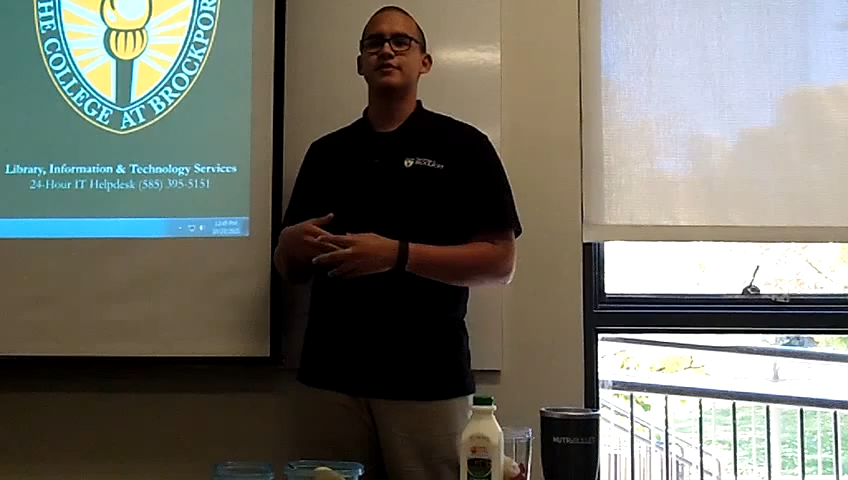 THE COLLEGE AT BROCKPORT
Library, Information & Technology Services
24-Hour IT Helpdesk (585) 395-5151
NUTRIBULLET